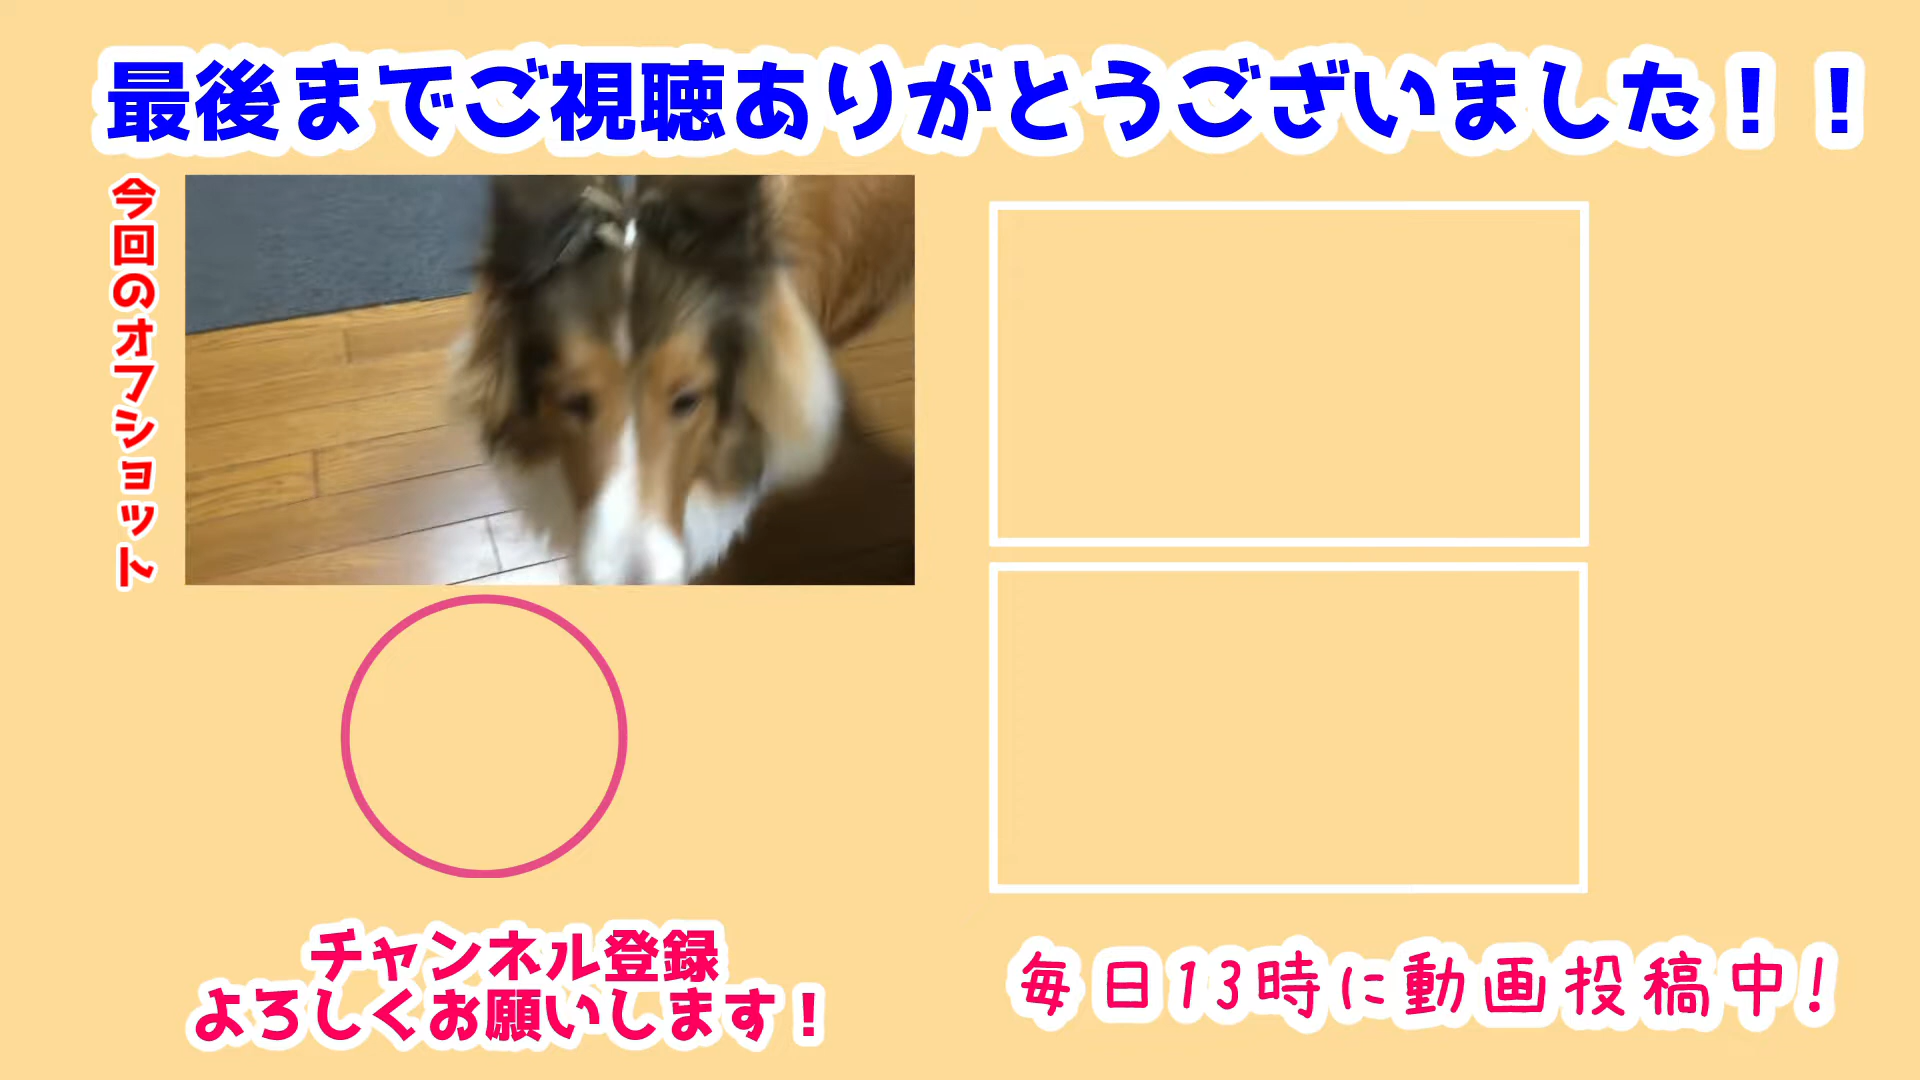 最後までご視聴ありがとうございました！！
今回のオフショット
チャンネル登録
よろしくお願いします！
毎日13時に動画投稿中!